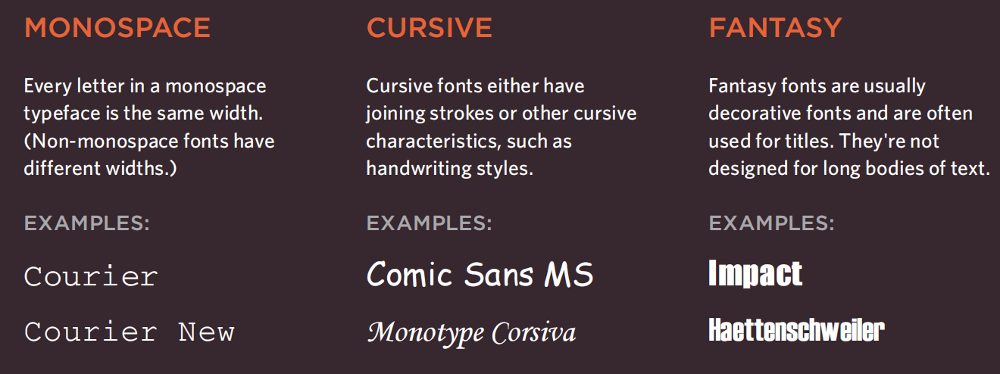 MONOSPACE
Every letter in a monospace
typeface is the same width.
(Non-monospace fonts have
different widths.)
EXAMPLES:
Courier
Courier New
CURSIVE
Cursive fonts either have
joining strokes or other cursive
characteristics, such as
handwriting styles.
EXAMPLES:
Comic Sans MS
Monotype Corsiva
FANTASY
Fantasy fonts are usually
decorative fonts and are often
used for titles. They're not
designed for long bodies of text.
EXAMPLES:
Impact
Haettenschweiler